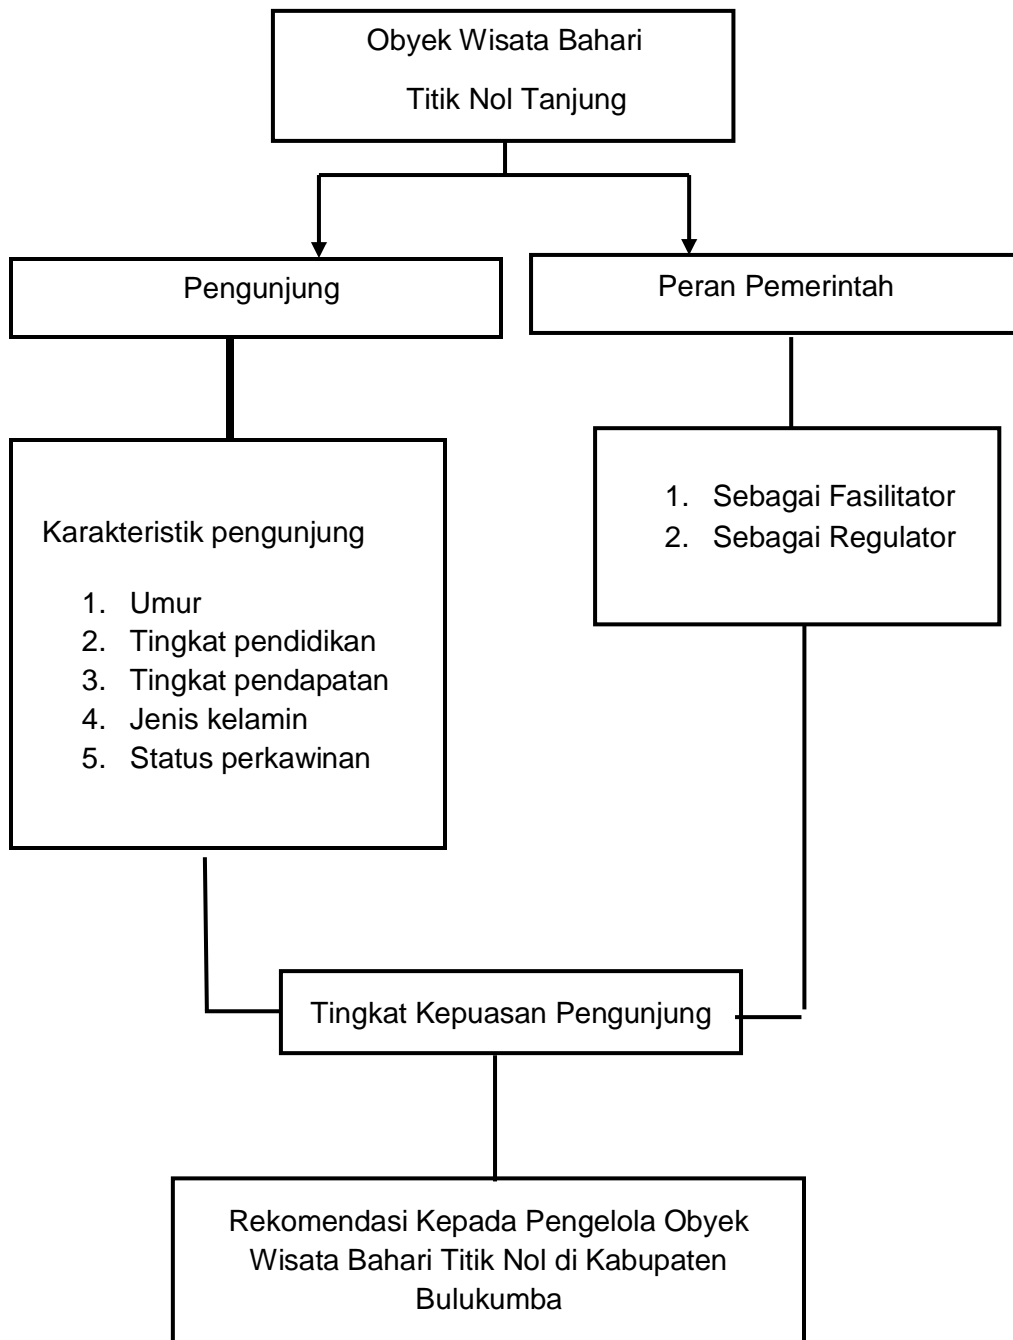 Obyek Wisata Bahari
Titik Nol Tanjung
Pengunjung
Peran Pemerintah
Karakteristik pengunjung
1. Umur
2. Tingkat pendidikan
3. Tingkat pendapatan
4. Jenis kelamin
5. Status perkawinan
1. Sebagai Fasilitator
2. Sebagai Regulator
Tingkat Kepuasan Pengunjung
Rekomendasi Kepada Pengelola Obyek
Wisata Bahari Titik Nol di Kabupaten
Bulukumba